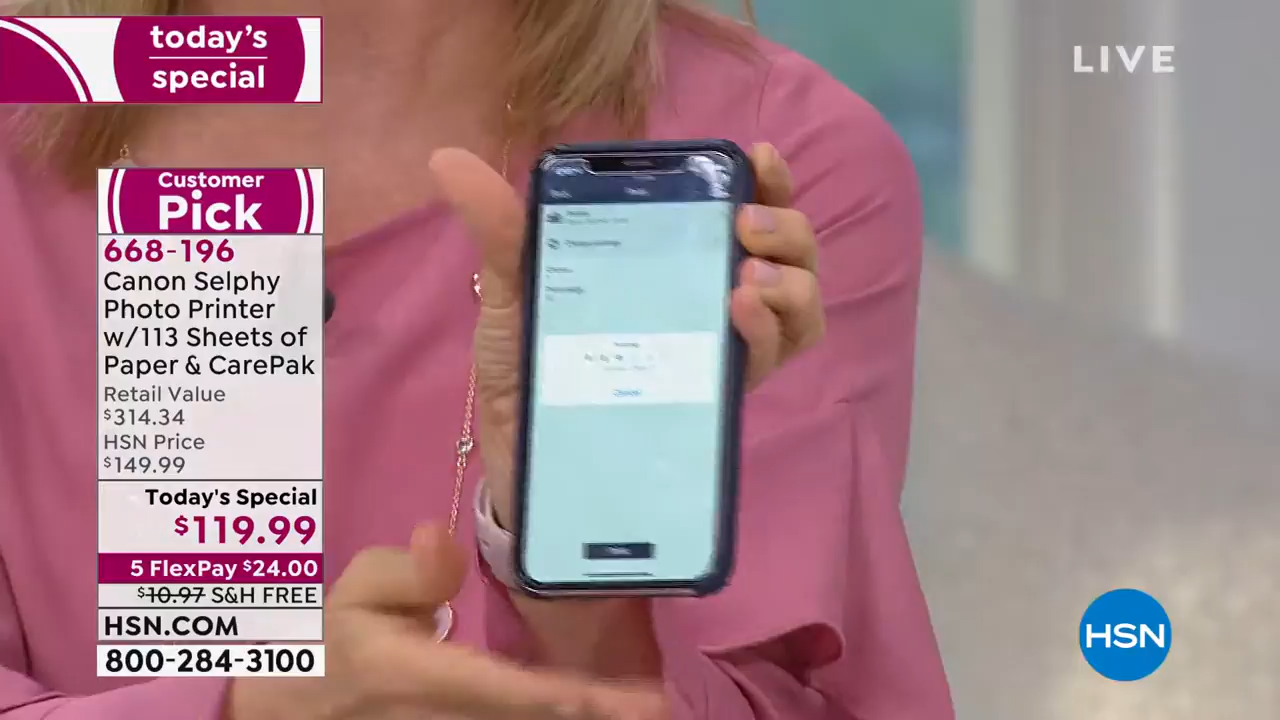 today's
special
LIVE
Customer
Pick
668-196
Canon Selphy
Photo Printer
w/113 Sheets of
Paper & CarePak
Retail Value
$314.34
HSN Price
$149.99
Today's Special
$119.99
5 FlexPay $24.00
$10.97 S&H FREE
HSN.COM
800-284-3100
HSN